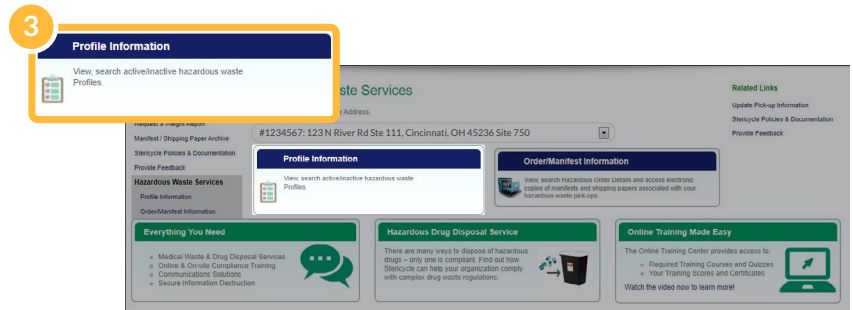 3
Profile Information
View, search active/inactive hazardous waste
Profiles.
ste Services
Address:
#1234567: 123 N River Rd Ste 111, Cincinnati, OH 45236 Site 750
Related Links
Update Pick-up Information
Stericycle Policies & Documentation
Provide Feedback
Request a Freight Report
Manifest / Shipping Paper Archive
Stericycle Policies & Documentation
Provide Feedback
Hazardous Waste Services
Profile Information
Order/Manifest Information
Profile Information
View, search active/inactive hazardous waste
Profiles.
Order/Manifest Information
View, search Hazardous Order Details and access electronic
copies of manifests and shipping papers associated with your
hazardous waste pick-ups.
Everything You Need
Medical Waste & Drug Disposal Services
Online & On-site Compliance Training
Communications Solutions
Secure Information Destruction
Hazardous Drug Disposal Service
There are many ways to dispose of hazardous
drugs – only one is compliant. Find out how
Stericycle can help your organization comply
with complex drug waste regulations.
Online Training Made Easy
The Online Training Center provides access to:
Required Training Courses and Quizzes
Your Training Scores and Certificates
Watch the video now to learn more!